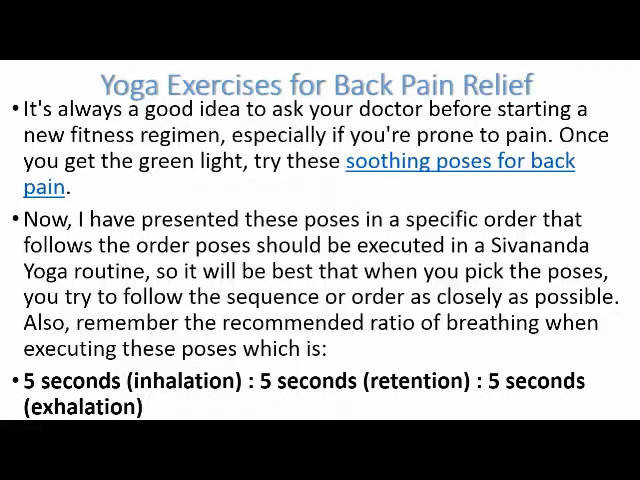 Yoga Exercises for Back Pain Relief
•It's always a good idea to ask your doctor before starting a
new fitness regimen, especially if you're prone to pain. Once
you get the green light, try these soothing poses for back
pain.
•Now, I have presented these poses in a specific order that
follows the order poses should be executed in a Sivananda
Yoga routine, so it will be best that when you pick the poses,
you try to follow the sequence or order as closely as possible.
Also, remember the recommended ratio of breathing when
executing these poses which is:
•5 seconds (inhalation) : 5 seconds (retention) : 5 seconds
(exhalation)